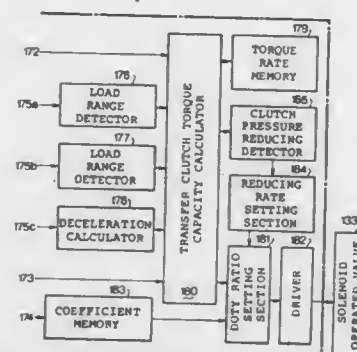 179
172
TORQUE
RATE
MEMORY
176
LOAD
RANGE
DETECTOR
175a
TRANSFER CLUTCH TORQUE
CAPACITY CALCULATOR
CLUTCH
PRESSURE
REDUCING
DETECTOR
177
LOAD
RANGE
DETECTOR
175b
184
REDUCING
RATE
SETTING
SECTION
DECELERATION
CALCULATOR
175c
181
182
133
173
180
DUTY RATIO
SETTING
SECTION
DRIVER
SOLENOID
OPERATED VALVE
183
COEFFICIENT
MEMORY
174